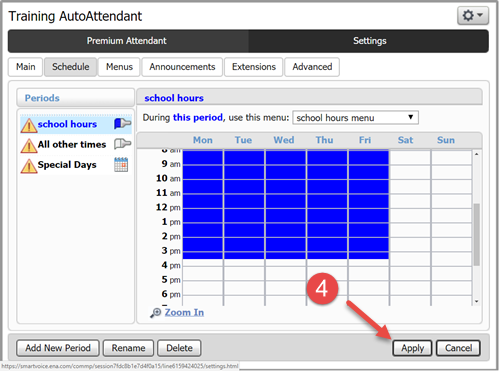 Training AutoAttendant
Premium Attendant Settings
Main Schedule Menus Announcements Extensions Advanced
Periods
school hours
All other times
Special Days
school hours
During this period, use this menu: school hours menu
Mon Tue Wed Thu Fri Sat Sun
8 am
9 am
10 am
11 am
12 pm
1 pm
2 pm
3 pm
4 pm
5 pm
6 pm
Zoom In
4
Add New Period Rename Delete Apply Cancel
https://smartvoice.ena.com/commp/session7fdc8b1e7d4f0a15/line6159424025/settings.html